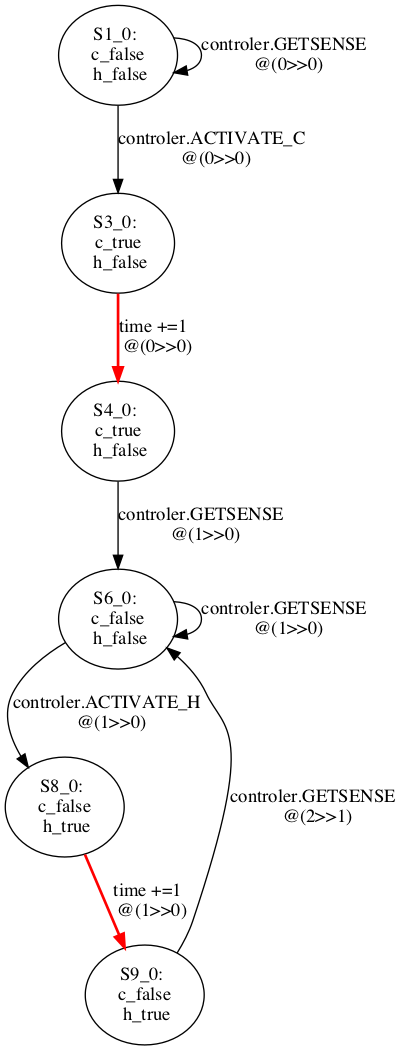 S1_0:
c_false
h_false
controler.GETSENSE
@(0>>0)
controler.ACTIVATE_C
@(0>>0)
S3_0:
c_true
h_false
time +=1
@(0>>0)
S4_0:
c_true
h_false
controler.GETSENSE
@(1>>0)
S6_0:
c_false
h_false
controler.GETSENSE
@(1>>0)
controler.ACTIVATE_H
@(1>>0)
S8_0:
c_false
h_true
controler.GETSENSE
@(2>>1)
time +=1
@(1>>0)
S9_0:
c_false
h_true